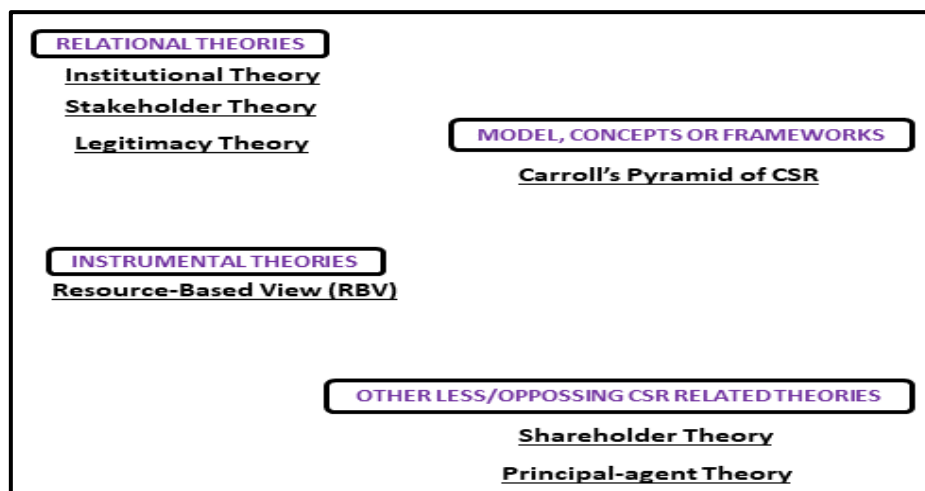 RELATIONAL THEORIES
Institutional Theory
Stakeholder Theory
Legitimacy Theory
MODEL, CONCEPTS OR FRAMEWORKS
Carroll's Pyramid of CSR
INSTRUMENTAL THEORIES
Resource-Based View (RBV)
OTHER LESS/OPPOSSING CSR RELATED THEORIES
Shareholder Theory
Principal-agent Theory